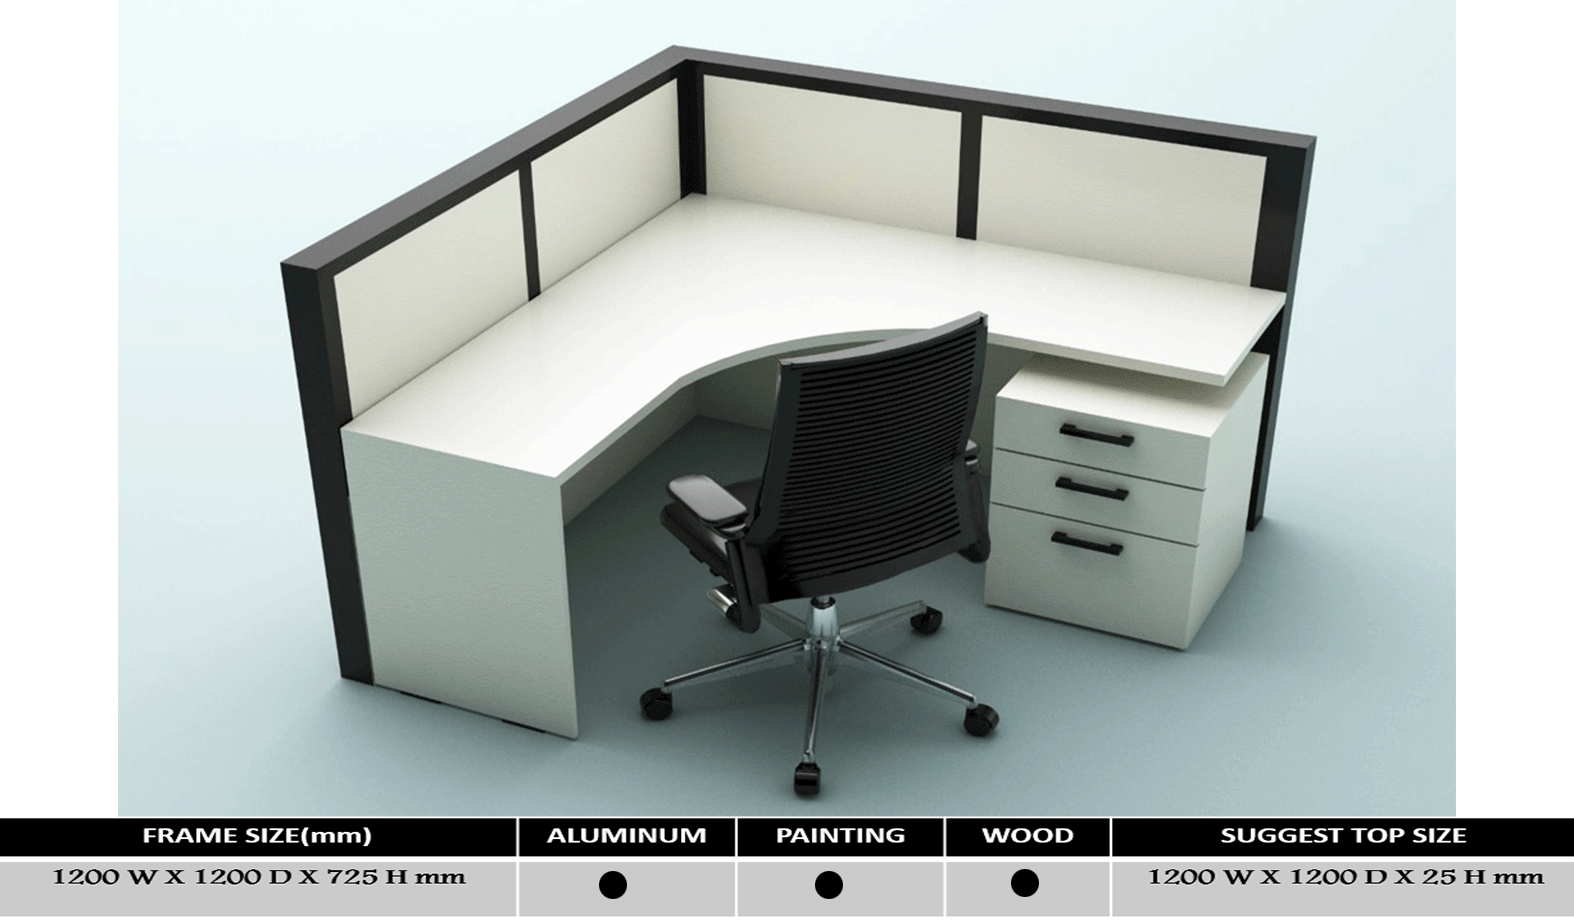 FRAME SIZE(mm) ALUMINUM PAINTING WOOD SUGGEST TOP SIZE
1200 W X 1200 D X 725 H mm ● ● ● 1200 W X 1200 D X 25 H mm